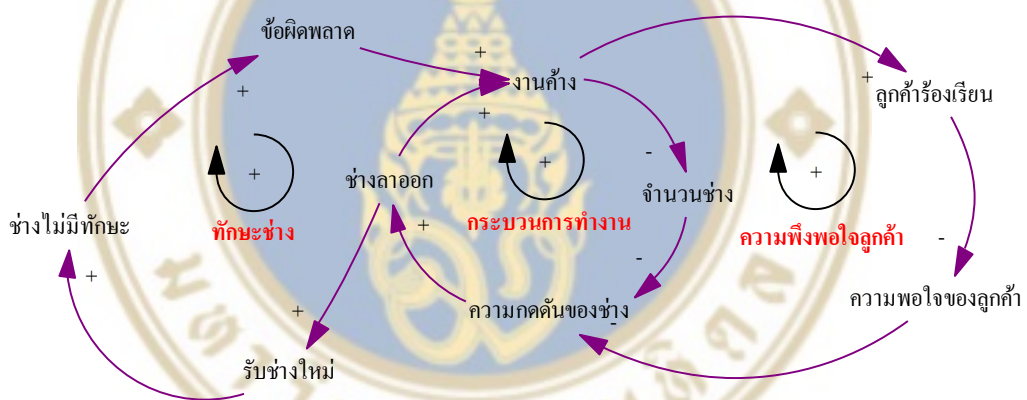 ข้อผิดพลาด
+
งานค้าง
+
ลูกค้าร้องเรียน
+
+
-
จำนวนช่าง
+
+
+
ช่างลาออก
ช่างไม่มีทักษะ
ทักษะช่าง
+
กระบวนการทำงาน
ความพึงพอใจลูกค้า
-
-
+
ความกดดันของช่าง
-
ความพอใจของลูกค้า
+
รับช่างใหม่